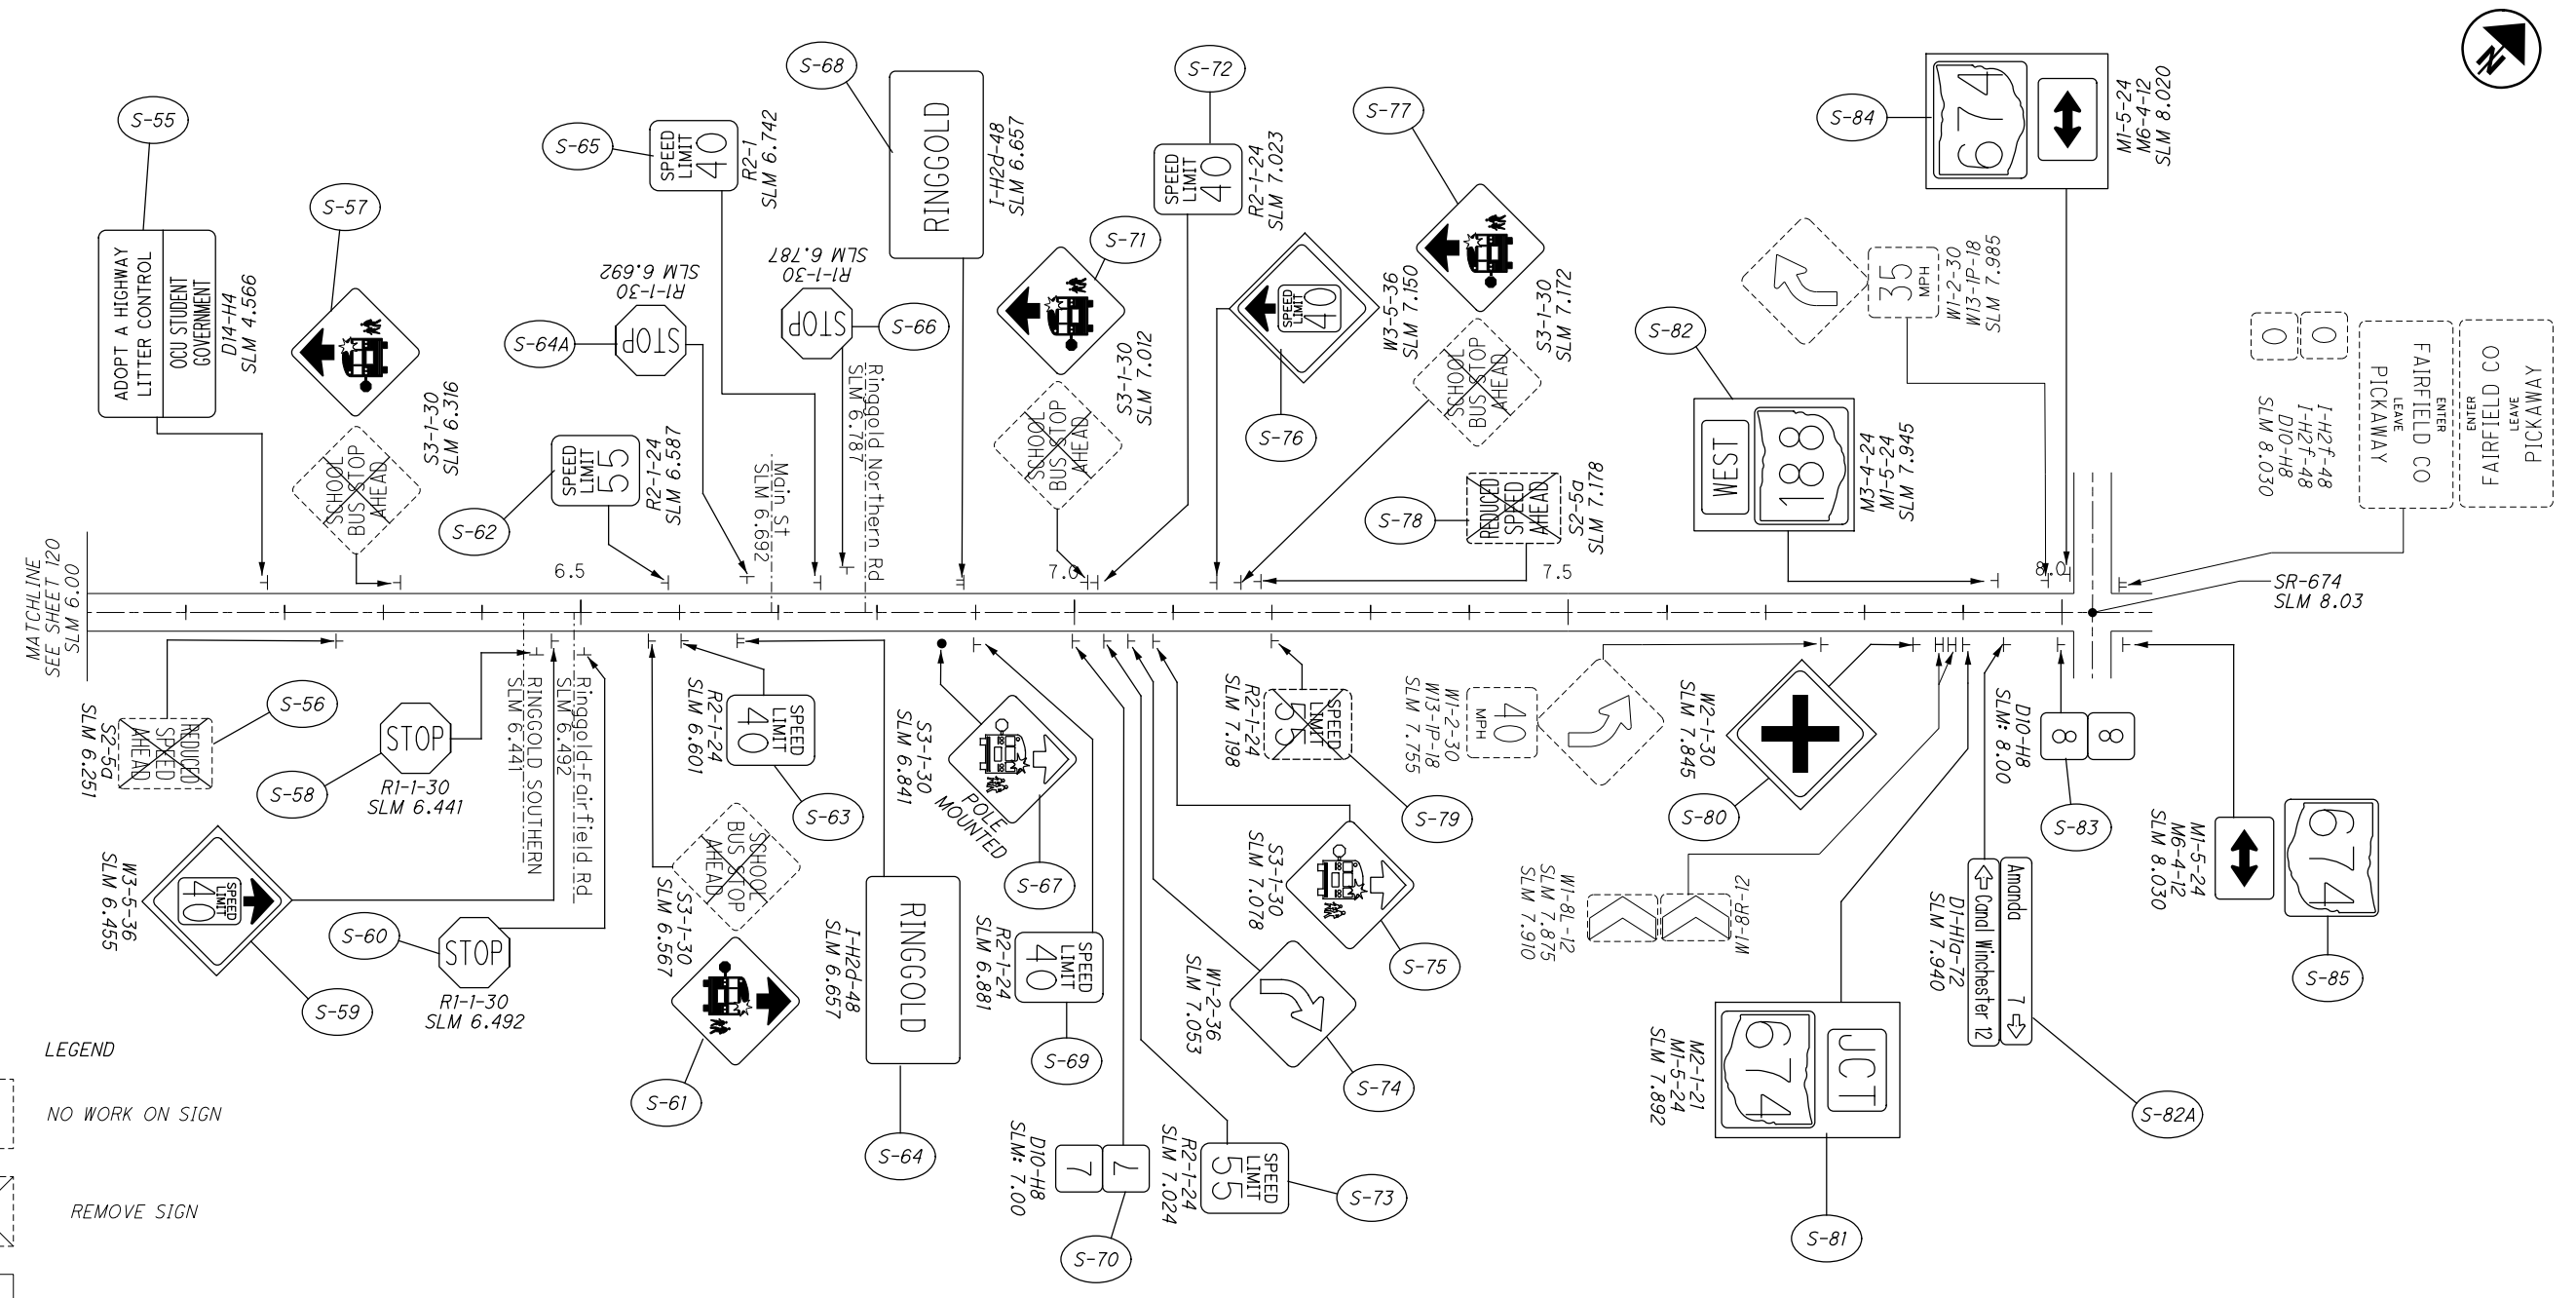 N
S-55
ADOPT A HIGHWAY
LITTER CONTROL
OCU STUDENT
GOVERNMENT
D14-H4
SLM 4.566
S-57
S3-1-30
SLM 6.316
SCHOOL
BUS STOP
AHEAD
S-65
SPEED
LIMIT
40
R2-1
SLM 6.742
S-64A
STOP
R1-1-30
SLM 6.692
S-62
SPEED
LIMIT
55
R2-1-24
SLM 6.587
S-66
STOP
R1-1-30
SLM 6.787
S-68
RINGGOLD
I-H2d-48
SLM 6.657
Main St
SLM 6.692
Ringgold Northern Rd
SLM 6.787
S-71
S3-1-30
SLM 7.012
SCHOOL
BUS STOP
AHEAD
S-72
SPEED
LIMIT
40
R2-1-24
SLM 7.023
S-76
SPEED
LIMIT
40
W3-5-36
SLM 7.150
S-77
S3-1-30
SLM 7.172
SCHOOL
BUS STOP
AHEAD
S-78
REDUCED
SPEED
AHEAD
S2-5a
SLM 7.178
S-82
WEST
188
M3-4-24
M1-5-24
SLM 7.945
35
MPH
W1-2-30
W13-1P-18
SLM 7.985
S-84
674
M1-5-24
M6-4-12
SLM 8.020
0
0
ENTER
FAIRFIELD CO
LEAVE
PICKAWAY
LEAVE
PICKAWAY
ENTER
FAIRFIELD CO
I-H2f-48
I-H2f-48
D10-H8
SLM 8.030
SR-674
SLM 8.03
MATCHLINE
SEE SHEET 120
SLM 6.00
6.5
7.0
7.5
8.0
S-56
REDUCED
SPEED
AHEAD
S2-5a
SLM 6.251
S-58
STOP
R1-1-30
SLM 6.441
RINGGOLD SOUTHERN
SLM 6.441
Ringgold-Fairfield Rd
SLM 6.492
S-59
SPEED
LIMIT
40
W3-5-36
SLM 6.455
S-60
STOP
R1-1-30
SLM 6.492
S-61
SCHOOL
BUS STOP
AHEAD
S3-1-30
SLM 6.567
S-63
SPEED
LIMIT
40
R2-1-24
SLM 6.601
S-64
RINGGOLD
I-H2d-48
SLM 6.657
S-67
S3-1-30
SLM 6.841
POLE
MOUNTED
S-69
SPEED
LIMIT
40
R2-1-24
SLM 6.881
S-70
7
7
D10-H8
SLM: 7.00
S-73
SPEED
LIMIT
55
R2-1-24
SLM 7.024
S-74
W1-2-36
SLM 7.053
S-75
S3-1-30
SLM 7.078
S-79
SPEED
LIMIT
55
R2-1-24
SLM 7.198
40
MPH
W1-2-30
W13-1P-18
SLM 7.755
S-80
W2-1-30
SLM 7.845
W1-8R-12
W1-8L-12
SLM 7.875
SLM 7.910
S-81
JCT
674
M2-1-21
M1-5-24
SLM 7.892
S-82A
Amanda 7
Canal Winchester 12
D1-H1a-72
SLM 7.940
S-83
8
8
D10-H8
SLM: 8.00
S-85
674
M1-5-24
M6-4-12
SLM 8.030
LEGEND
NO WORK ON SIGN
REMOVE SIGN